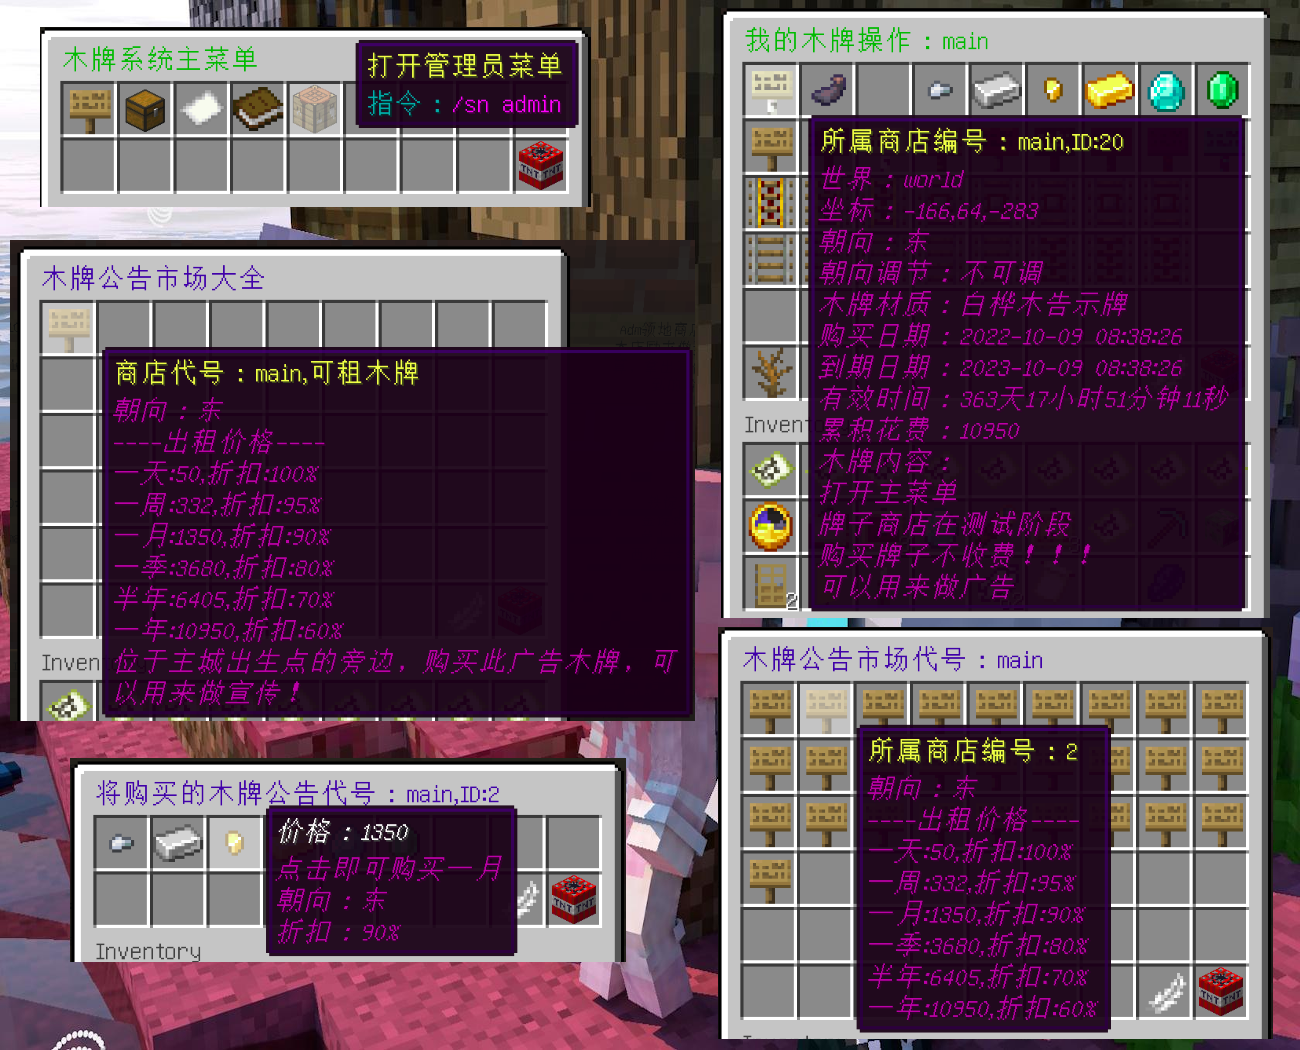 木牌系统主菜单
打开管理员菜单
指令：/sn admin
木牌公告市场大全
商店代号：main,可租木牌
朝向：东
----出租价格----
一天:50,折扣:100%
一周:332,折扣:95%
一月:1350,折扣:90%
一季:3680,折扣:80%
半年:6405,折扣:70%
一年:10950,折扣:60%
位于主城出生点的旁边，购买此广告木牌，可
以用来做宣传！
Inven
将购买的木牌公告代号：main,ID:2
价格：1350
点击即可购买一月
朝向：东
折扣：90%
Inventory
我的木牌操作：main
所属商店编号：main,ID:20
世界：world
坐标：-166,64,-283
朝向：东
朝向调节：不可调
木牌材质：白桦木告示牌
购买日期：2022-10-09 08:38:26
到期日期：2023-10-09 08:38:26
有效时间：363天17小时51分钟11秒
累积花费：10950
木牌内容：
打开主菜单
牌子商店在测试阶段
购买牌子不收费！！！
可以用来做广告
Inven
2
木牌公告市场代号：main
所属商店编号：2
朝向：东
----出租价格----
一天:50,折扣:100%
一周:332,折扣:95%
一月:1350,折扣:90%
一季:3680,折扣:80%
半年:6405,折扣:70%
一年:10950,折扣:60%
TNT
TNT
TNT